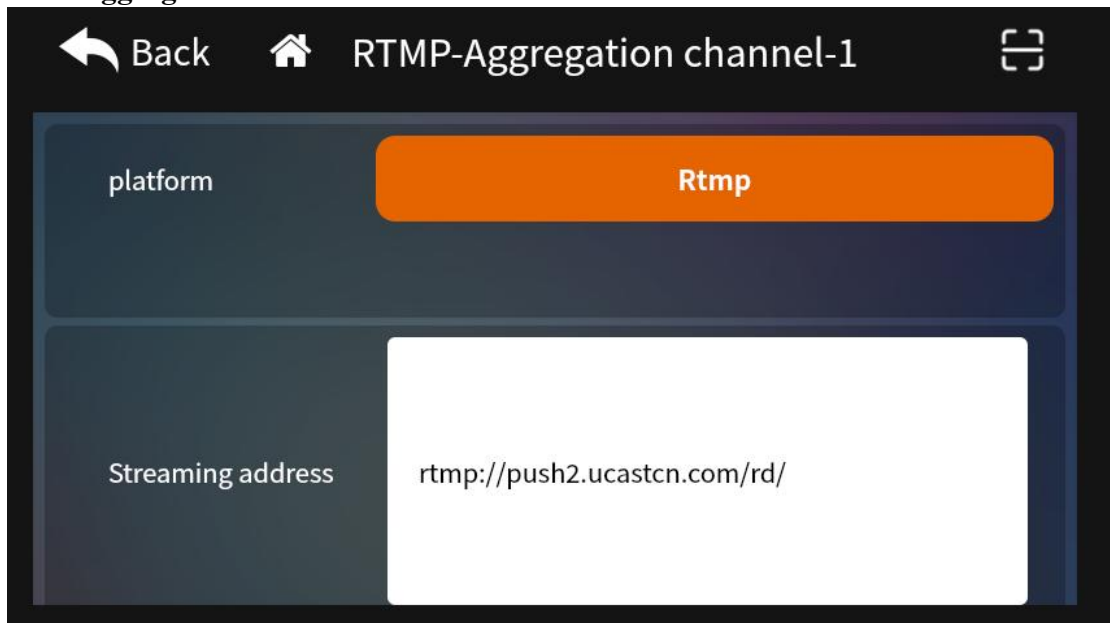 Back RTMP-Aggregation channel-1
platform Rtmp
Streaming address rtmp://push2.ucastcn.com/rd/